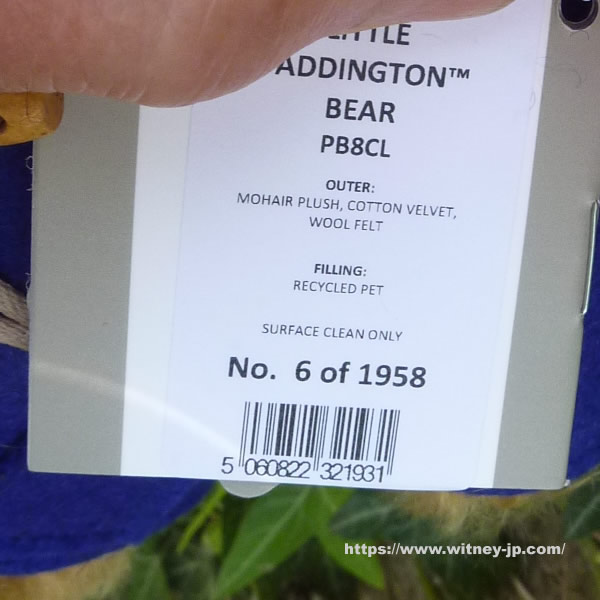 LITTLE
ADDINGTON™
BEAR
PB8CL
OUTER:
MOHAIR PLUSH, COTTON VELVET,
WOOL FELT
FILLING:
RECYCLED PET
SURFACE CLEAN ONLY
No. 6 of 1958
5 060822 321931
https://www.witney-jp.com/